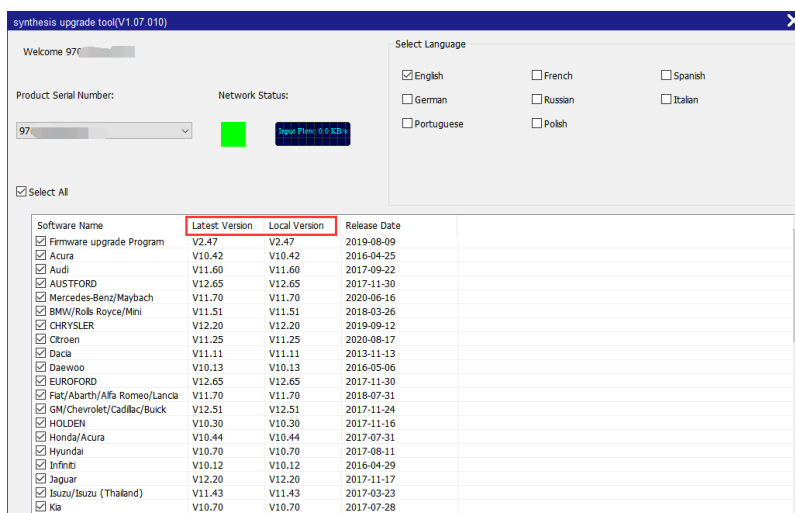 synthesis upgrade tool(V1.07.010)
Welcome 970
Select Language
English French Spanish
Product Serial Number: Network Status:
German Russian Italian
Portuguese Polish
97 Input Flow: 0.0 KB/s
Select All
Software Name Latest Version Local Version Release Date
Firmware upgrade Program V2.47 V2.47 2019-08-09
Acura V10.42 V10.42 2016-04-25
Audi V11.60 V11.60 2017-09-22
AUSTFORD V12.65 V12.65 2017-11-30
Mercedes-Benz/Maybach V11.70 V11.70 2020-06-16
BMW/Rolls Royce/Mini V11.51 V11.51 2018-03-26
CHRYSLER V12.20 V12.20 2019-09-12
Citroen V11.25 V11.25 2020-08-17
Dacia V11.11 V11.11 2013-11-13
Daewoo V10.13 V10.13 2016-05-06
EUROFORD V12.65 V12.65 2017-11-30
Fiat/Abarth/Alfa Romeo/Lancia V11.70 V11.70 2018-07-31
GM/Chevrolet/Cadillac/Buick V12.51 V12.51 2017-11-24
HOLDEN V10.30 V10.30 2017-11-16
Honda/Acura V10.44 V10.44 2017-07-31
Hyundai V10.70 V10.70 2017-08-11
Infiniti V10.12 V10.12 2016-04-29
Jaguar V12.20 V12.20 2017-11-17
Isuzu/Isuzu (Thailand) V11.43 V11.43 2017-03-23
Kia V10.70 V10.70 2017-07-28